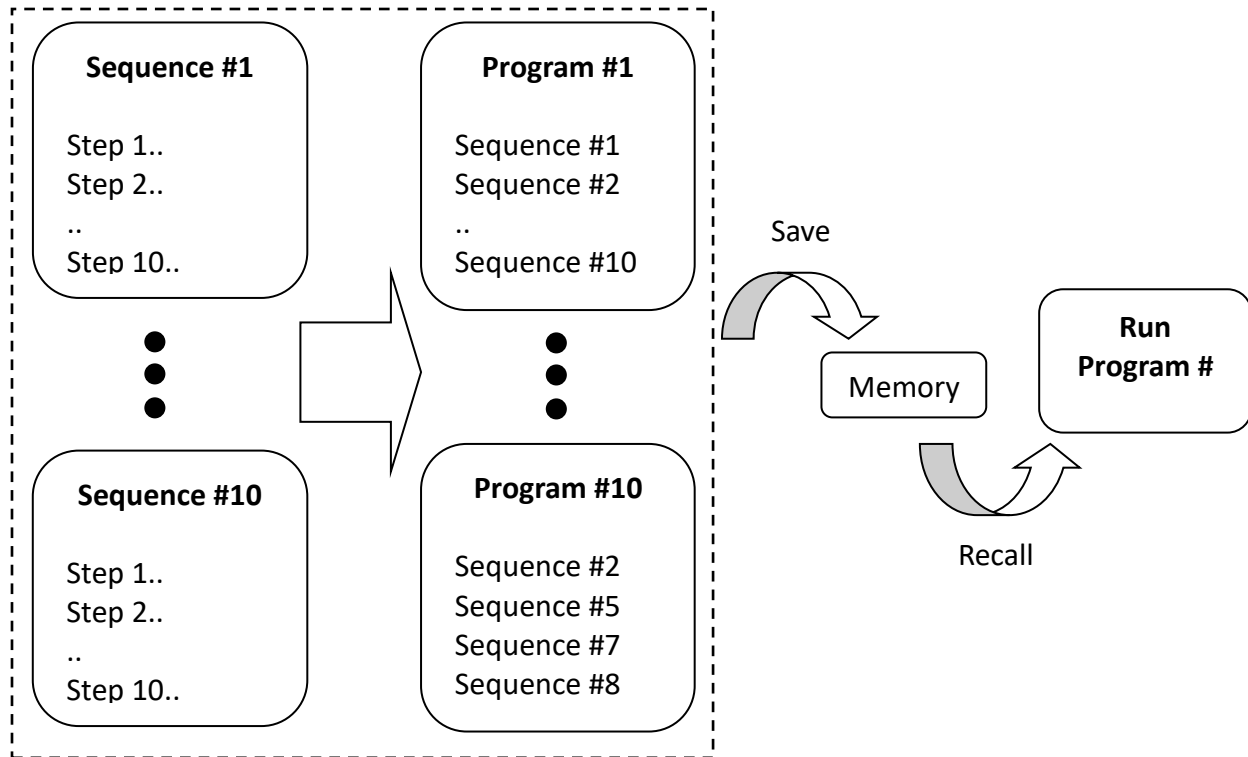 Sequence #1
Step 1..
Step 2..
..
Step 10..
Program #1
Sequence #1
Sequence #2
..
Sequence #10
Sequence #10
Step 1..
Step 2..
..
Step 10..
Program #10
Sequence #2
Sequence #5
Sequence #7
Sequence #8
Save
Memory
Recall
Run
Program #